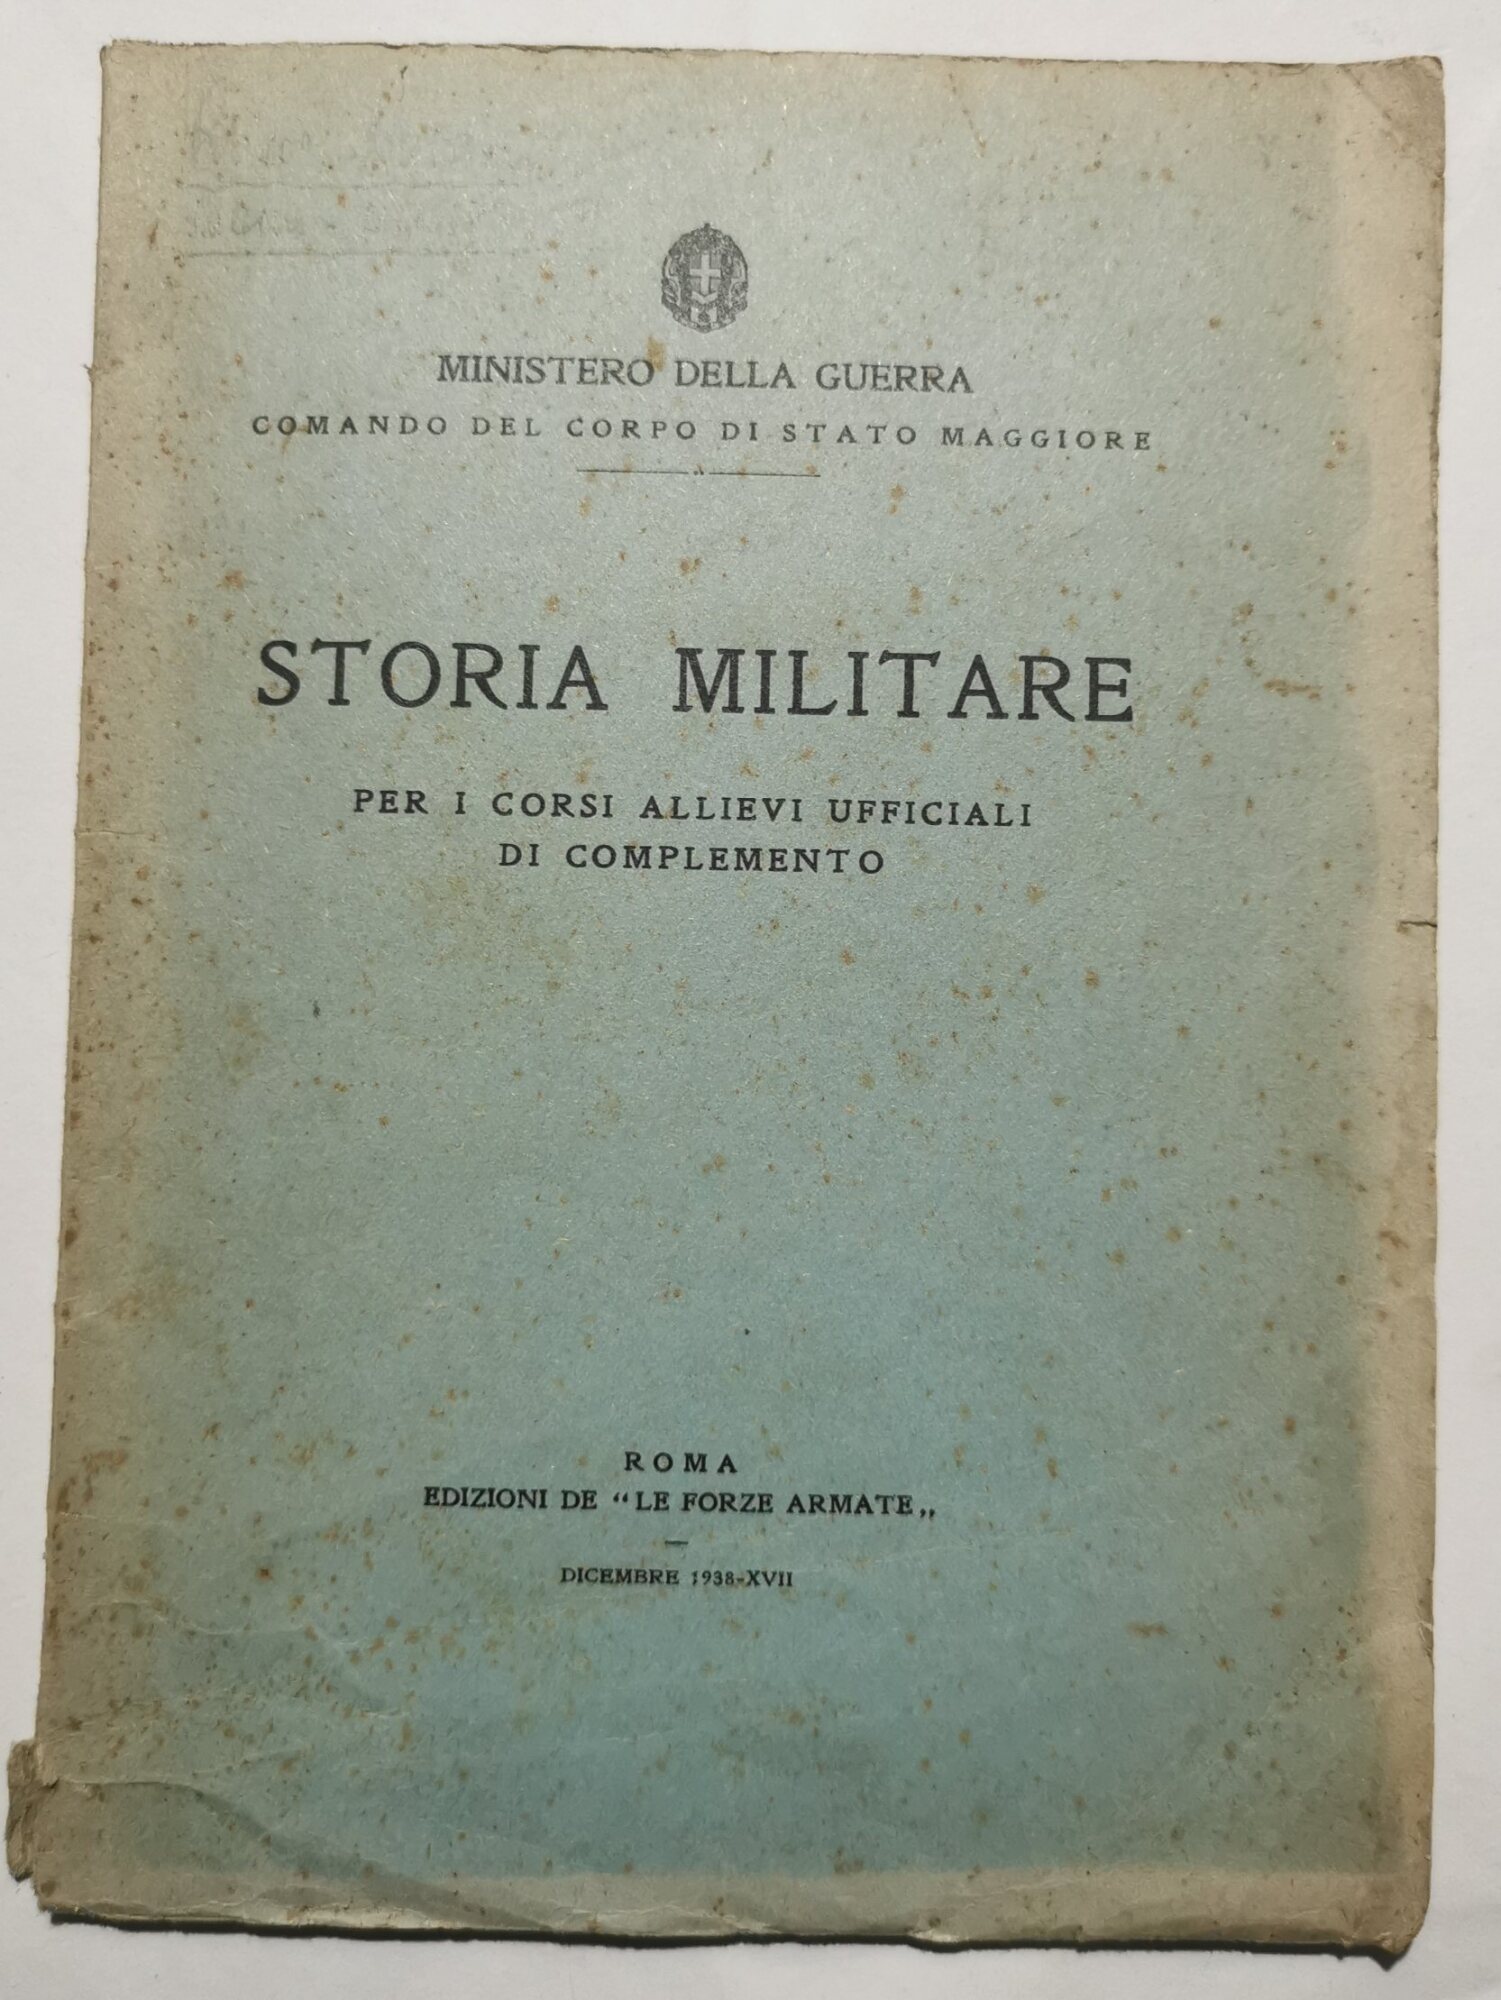 MINISTERO DELLA GUERRA
COMANDO DEL CORPO DI STATO MAGGIORE
STORIA MILITARE
PER I CORSI ALLIEVI UFFICIALI
DI COMPLEMENTO
ROMA
EDIZIONI DE “LE FORZE ARMATE„
DICEMBRE 1938-XVII